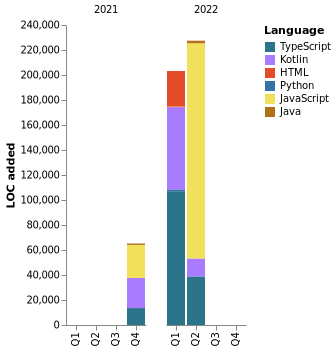 2021
2022
LOC added
240,000
220,000
200,000
180,000
160,000
140,000
120,000
100,000
80,000
60,000
40,000
20,000
0
Q1
Q2
Q3
Q4
Q1
Q2
Q3
Q4
Language
TypeScript
Kotlin
HTML
Python
JavaScript
Java